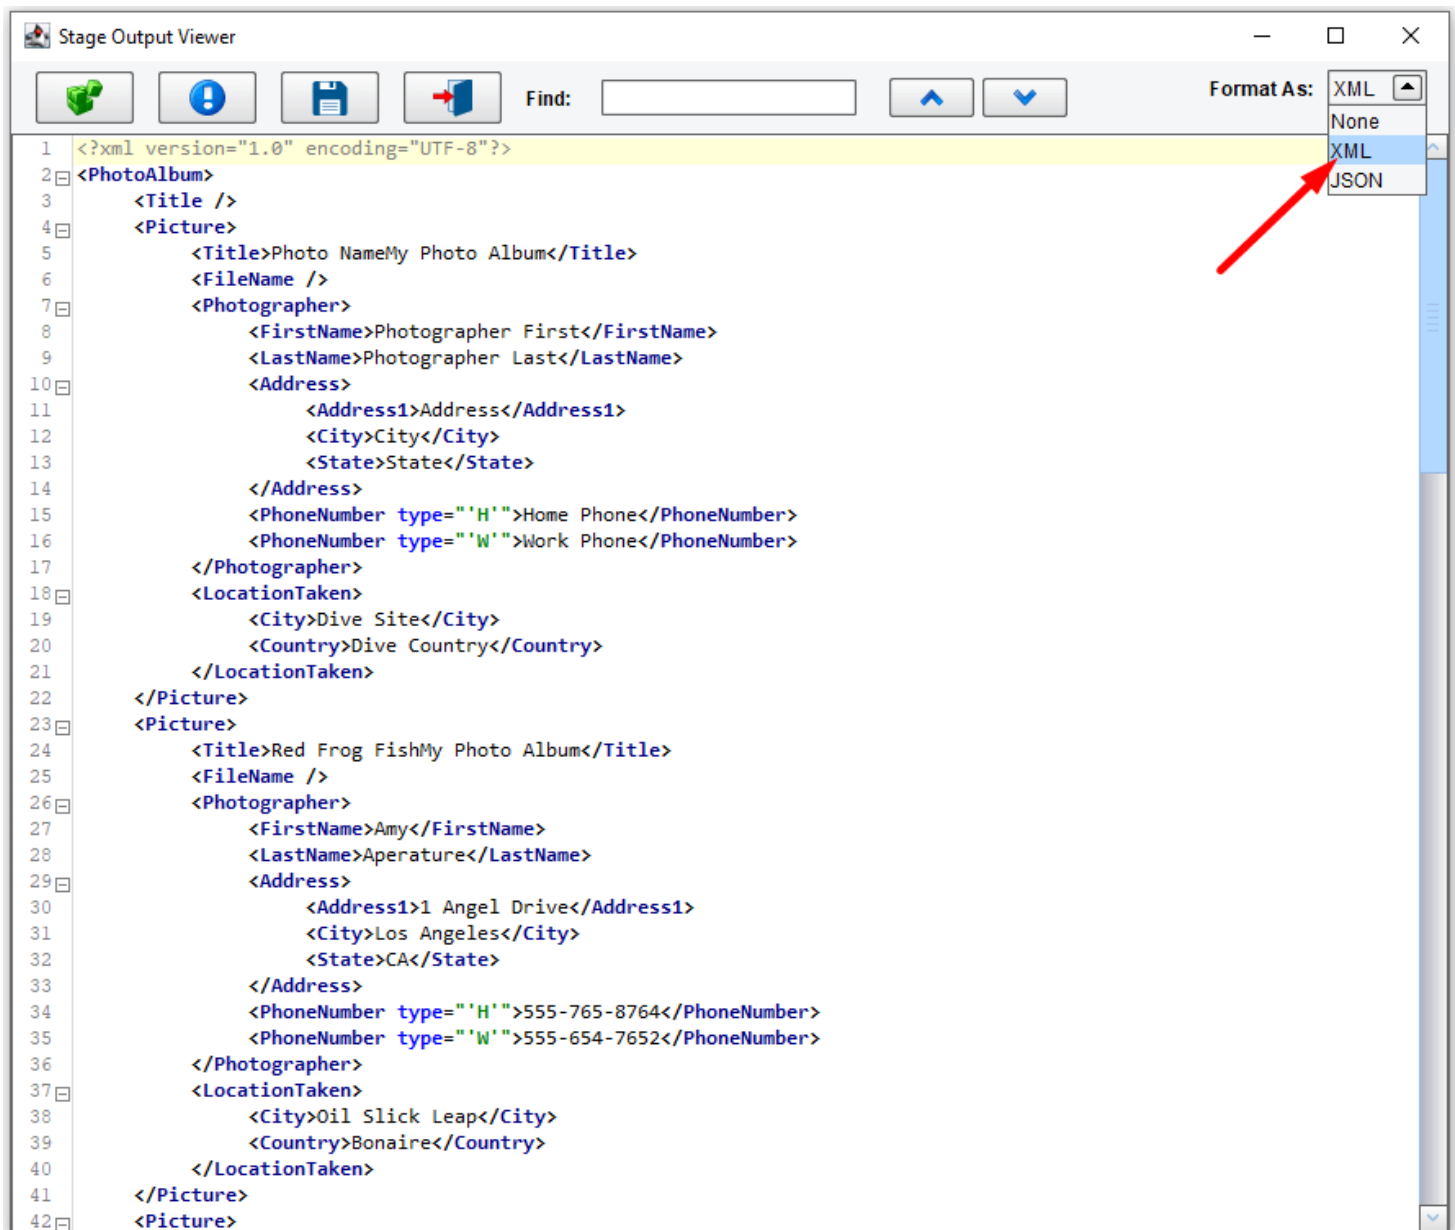 Stage Output Viewer
Find:
Format As: XML
None
XML
JSON
1 <?xml version="1.0" encoding="UTF-8"?>
2 <PhotoAlbum>
3 <Title />
4 <Picture>
5 <Title>Photo NameMy Photo Album</Title>
6 <FileName />
7 <Photographer>
8 <FirstName>Photographer First</FirstName>
9 <LastName>Photographer Last</LastName>
10 <Address>
11 <Address1>Address</Address1>
12 <City>City</City>
13 <State>State</State>
14 </Address>
15 <PhoneNumber type="'H'">Home Phone</PhoneNumber>
16 <PhoneNumber type="'W'">Work Phone</PhoneNumber>
17 </Photographer>
18 <LocationTaken>
19 <City>Dive Site</City>
20 <Country>Dive Country</Country>
21 </LocationTaken>
22 </Picture>
23 <Picture>
24 <Title>Red Frog FishMy Photo Album</Title>
25 <FileName />
26 <Photographer>
27 <FirstName>Amy</FirstName>
28 <LastName>Aperature</LastName>
29 <Address>
30 <Address1>1 Angel Drive</Address1>
31 <City>Los Angeles</City>
32 <State>CA</State>
33 </Address>
34 <PhoneNumber type="'H'">555-765-8764</PhoneNumber>
35 <PhoneNumber type="'W'">555-654-7652</PhoneNumber>
36 </Photographer>
37 <LocationTaken>
38 <City>Oil Slick Leap</City>
39 <Country>Bonaire</Country>
40 </LocationTaken>
41 </Picture>
42 <Picture>